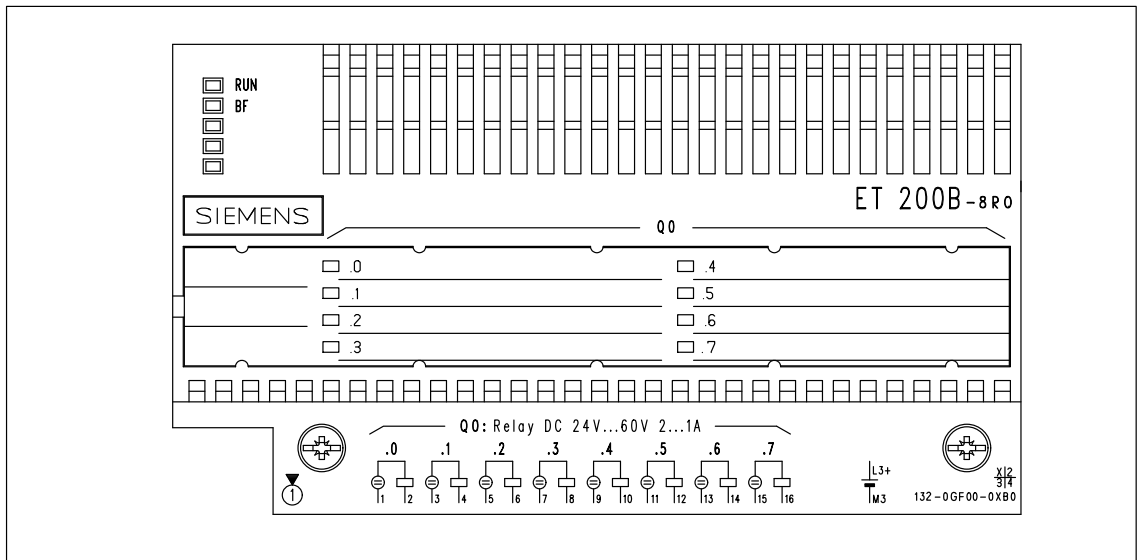 RUN
BF
ET 200B-8RO
SIEMENS
Q0
.0 .4
.1 .5
.2 .6
.3 .7
Q0: Relay DC 24V...60V 2...1A
.0 .1 .2 .3 .4 .5 .6 .7
L3+
X 2
3 4
1
1 2 3 4 5 6 7 8 9 10 11 12 13 14 15 16
M3
132-0GF00-0XB0